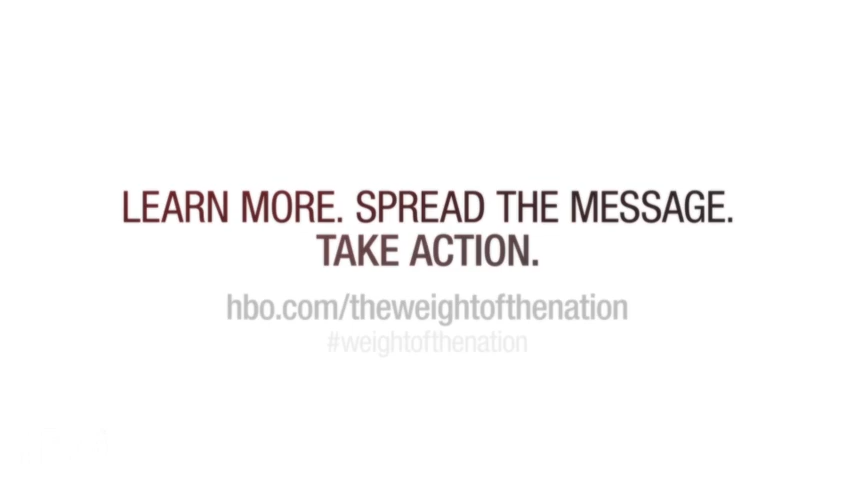 LEARN MORE. SPREAD THE MESSAGE.
TAKE ACTION.
hbo.com/theweightofthenation
#weightofthenation